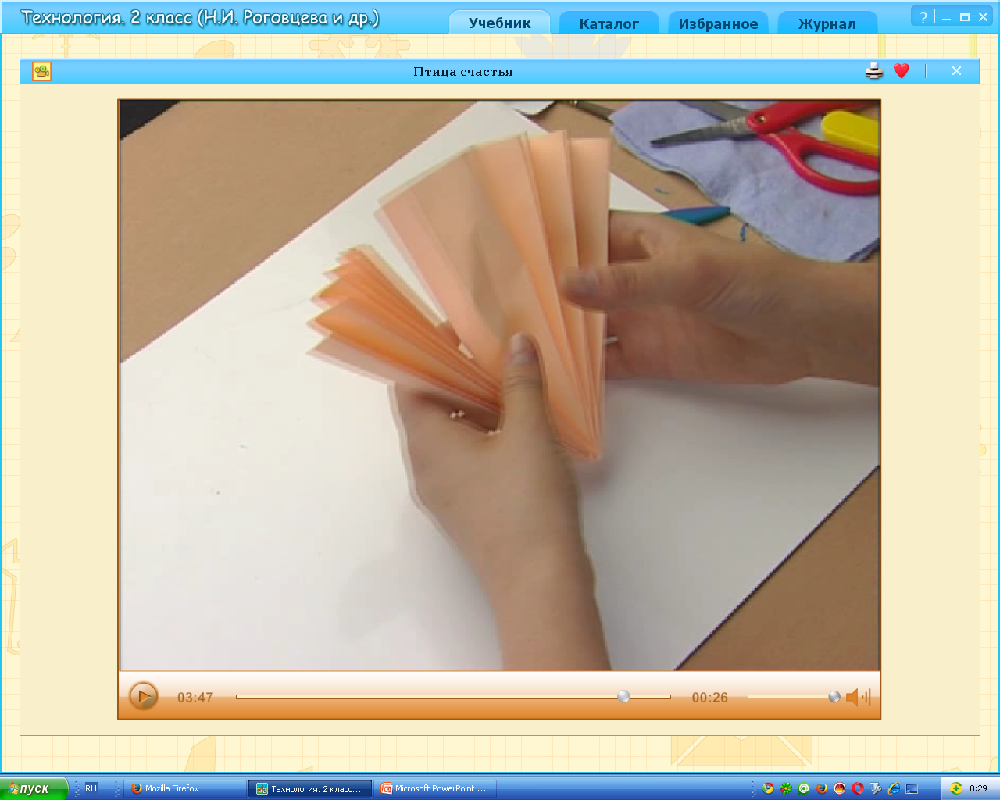 Технология. 2 класс (Н.И. Роговцева и др.)
Учебник
Каталог
Избранное
Журнал
?
Птица счастья
03:47
00:26
пуск
RU
Mozilla Firefox
Технология. 2 класс...
Microsoft PowerPoint ...
8:29